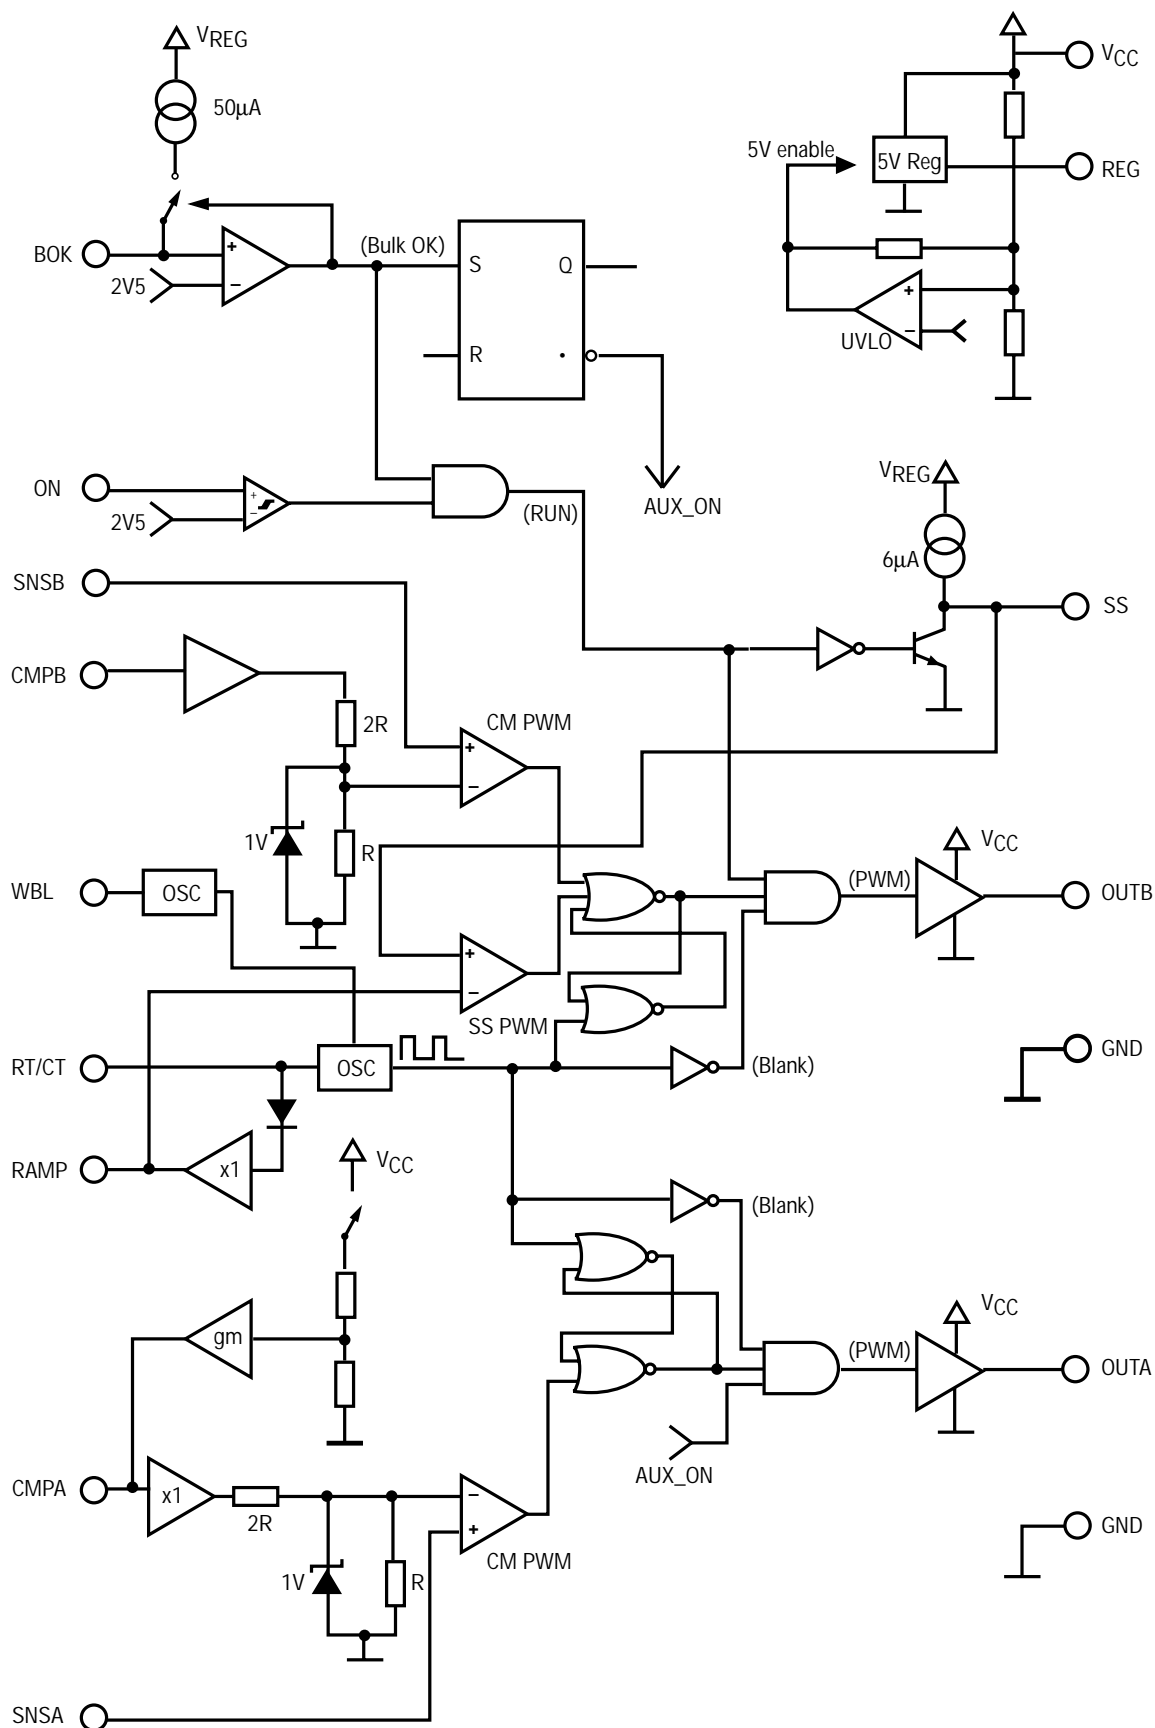 VREG
VCC
50µA
5V enable
5V Reg
REG
BOK
+
−
2V5
(Bulk OK)
S
Q
R
+
−
UVLO
ON
+
−
2V5
(RUN)
AUX_ON
VREG
6µA
SS
SNSB
CMPB
2R
CM PWM
+
−
1V
R
VCC
WBL
OSC
(PWM)
OUTB
+
−
SS PWM
RT/CT
OSC
(Blank)
GND
RAMP
x1
VCC
(Blank)
gm
VCC
(PWM)
OUTA
AUX_ON
CMPA
x1
2R
−
+
CM PWM
GND
1V
R
SNSA